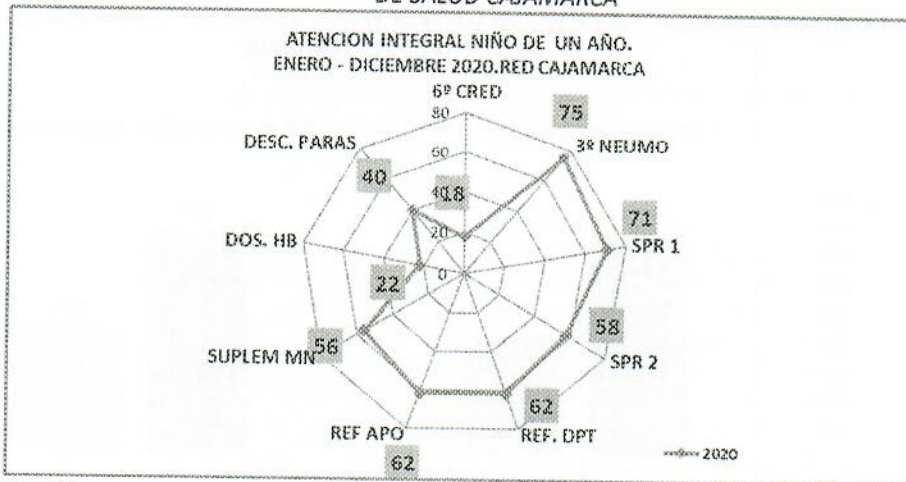 DE SALUD CAJAMARCA
ATENCION INTEGRAL NIÑO DE UN AÑO.
ENERO - DICIEMBRE 2020.RED CAJAMARCA
6º CRED
80
75
3º NEUMO
DESC. PARAS
60
40
40
18
71
SPR 1
DOS. HB
20
22
0
58
SPR 2
56
SUPLEM MN
62
REF. DPT
REF APO
62
2020